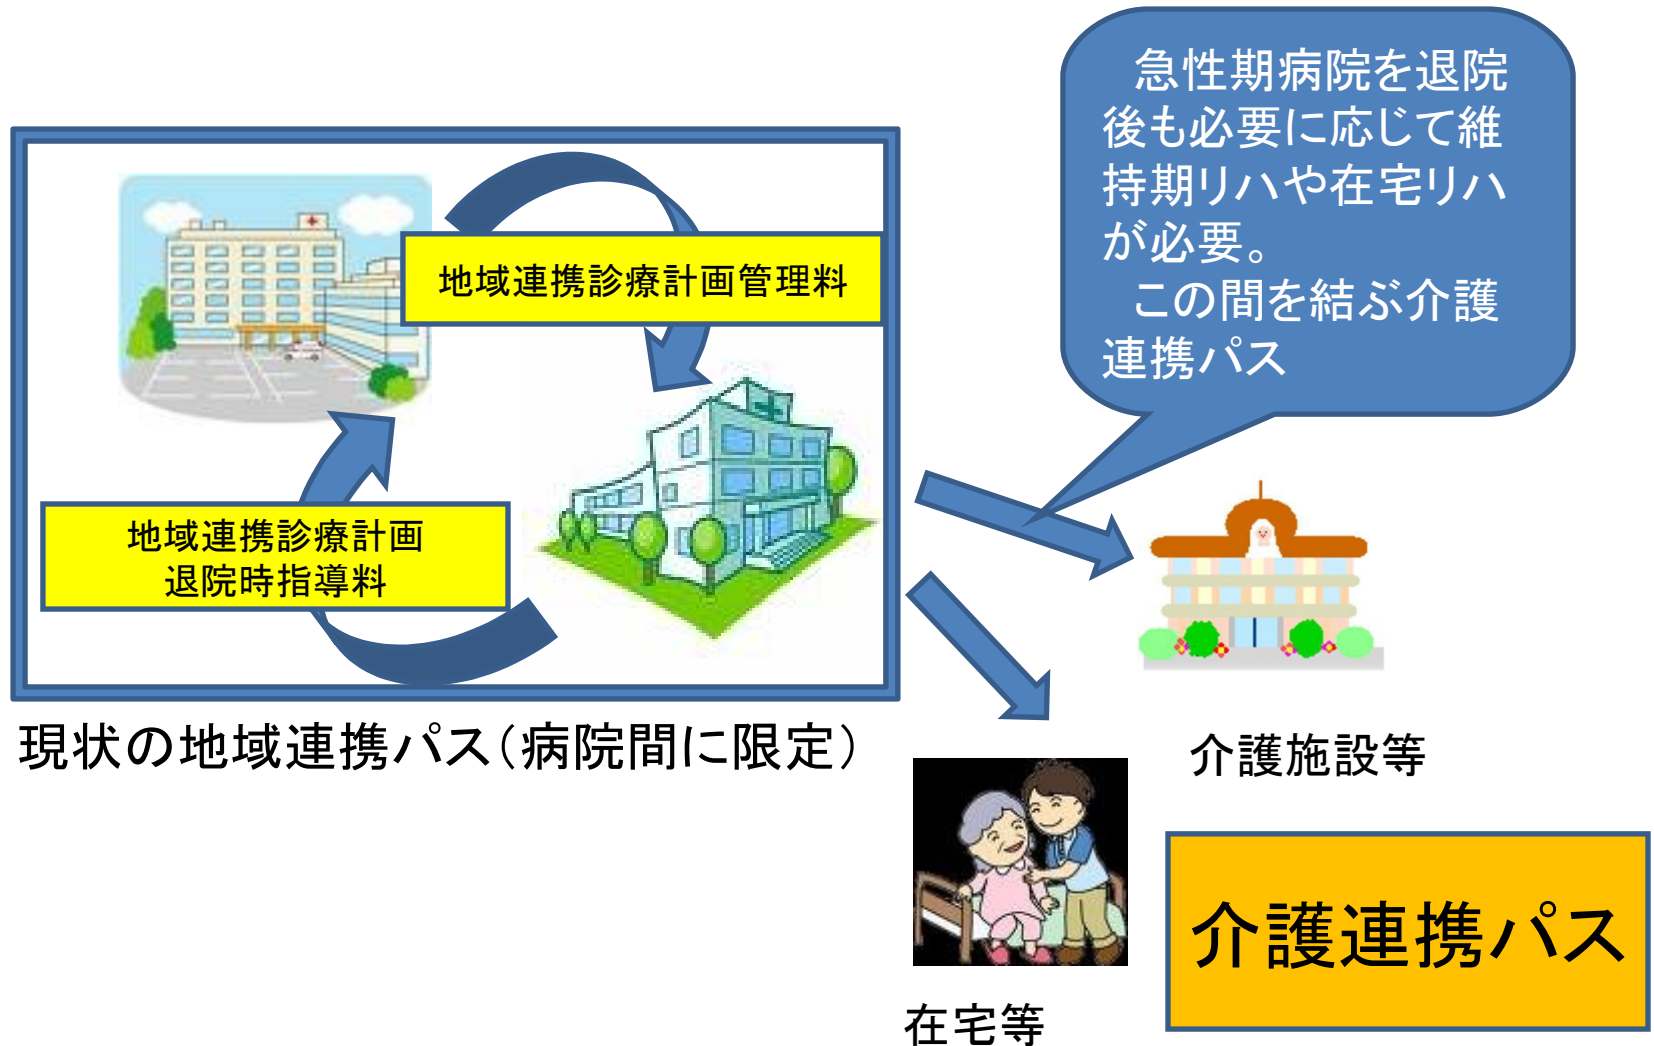 急性期病院を退院
後も必要に応じて維
持期リハや在宅リハ
が必要。
この間を結ぶ介護
連携パス
地域連携診療計画管理料
地域連携診療計画
退院時指導料
現状の地域連携パス（病院間に限定）
介護施設等
介護連携パス
在宅等